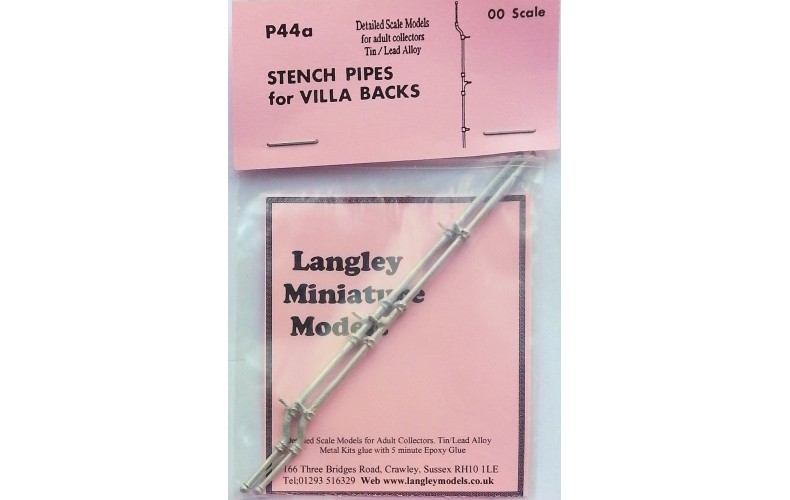 P44a
Detailed Scale Models
for adult collectors
Tin / Lead Alloy
00 Scale
STENCH PIPES
for VILLA BACKS
Langley
Miniature
Models
Detailed Scale Models for Adult Collectors. Tin/Lead Alloy
Metal Kits glue with 5 minute Epoxy Glue
166 Three Bridges Road, Crawley, Sussex RH10 1LE
Tel;01293 516329 Web www.langleymodels.co.uk